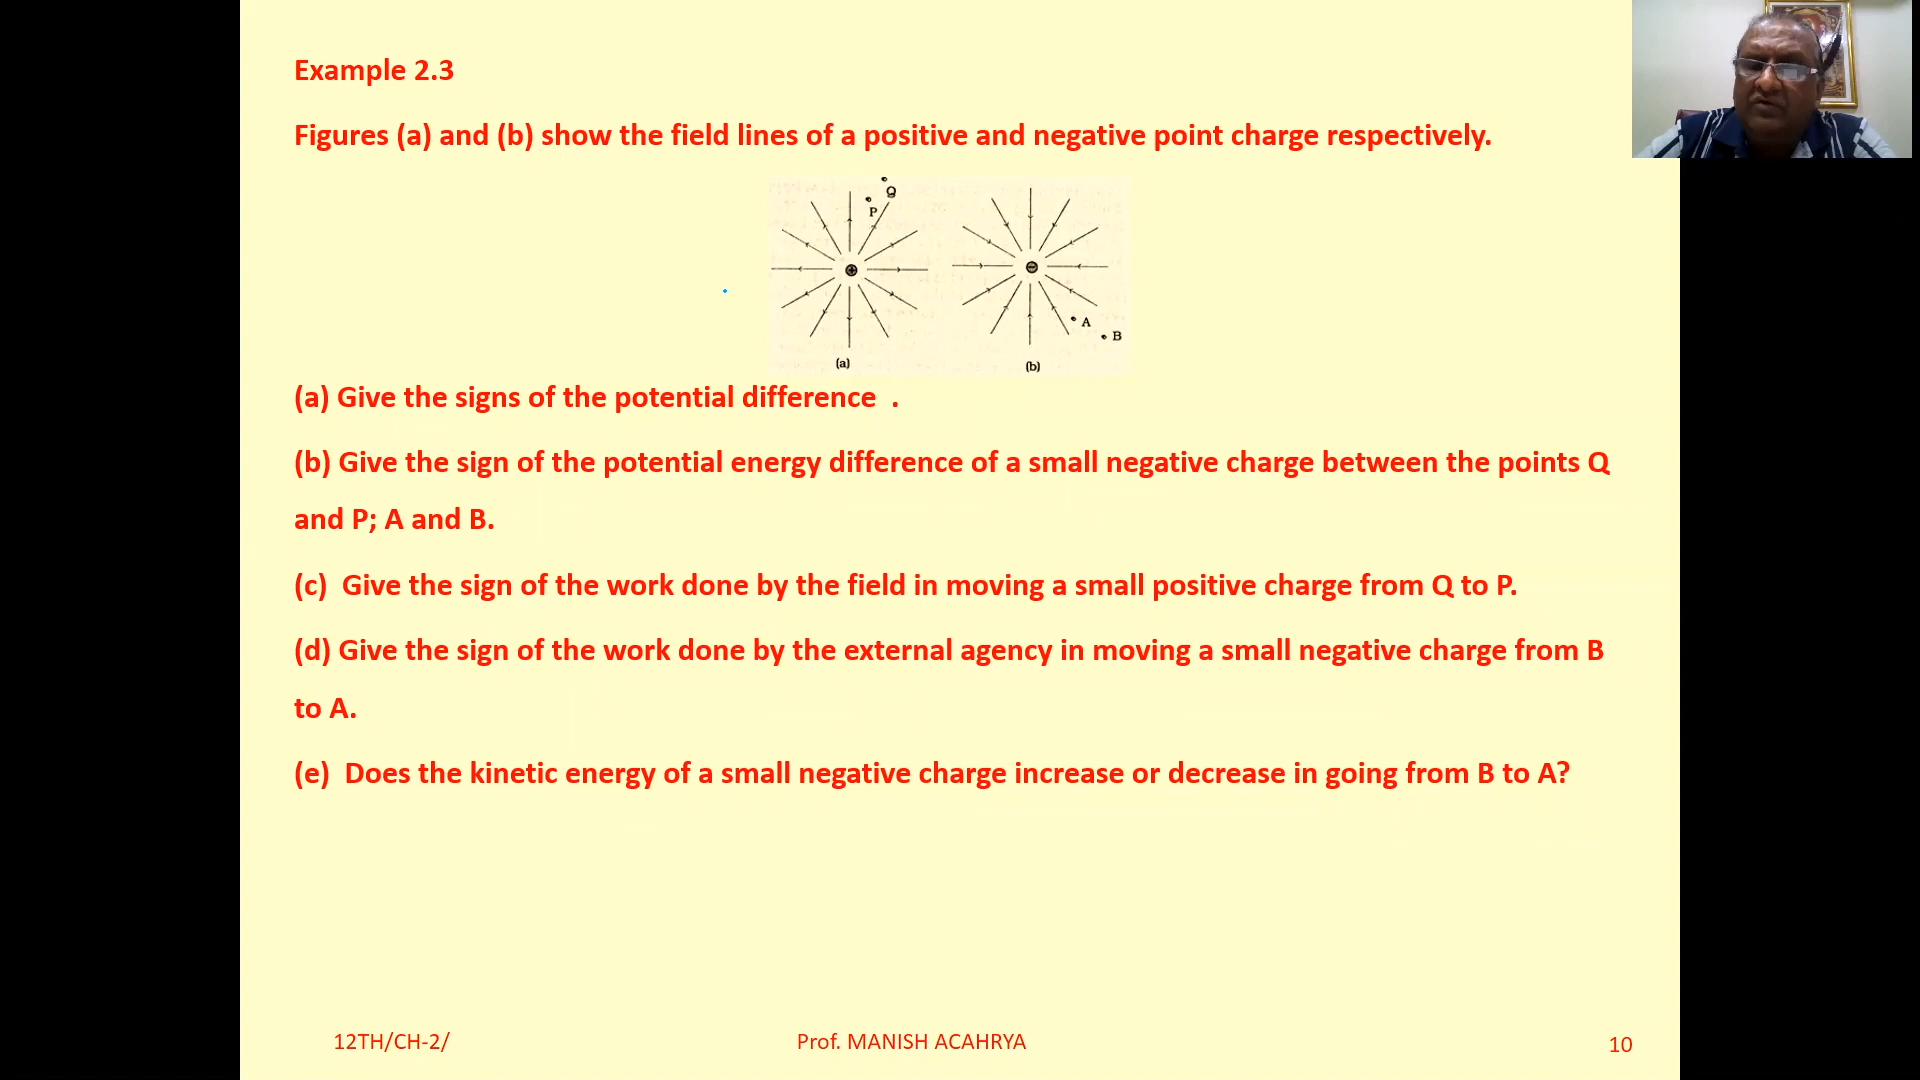 Example 2.3
Figures (a) and (b) show the field lines of a positive and negative point charge respectively.
Q
P
A
B
(a)
(b)
(a) Give the signs of the potential difference .
(b) Give the sign of the potential energy difference of a small negative charge between the points Q
and P; A and B.
(c) Give the sign of the work done by the field in moving a small positive charge from Q to P.
(d) Give the sign of the work done by the external agency in moving a small negative charge from B
to A.
(e) Does the kinetic energy of a small negative charge increase or decrease in going from B to A?
12TH/CH-2/
Prof. MANISH ACAHRYA
10